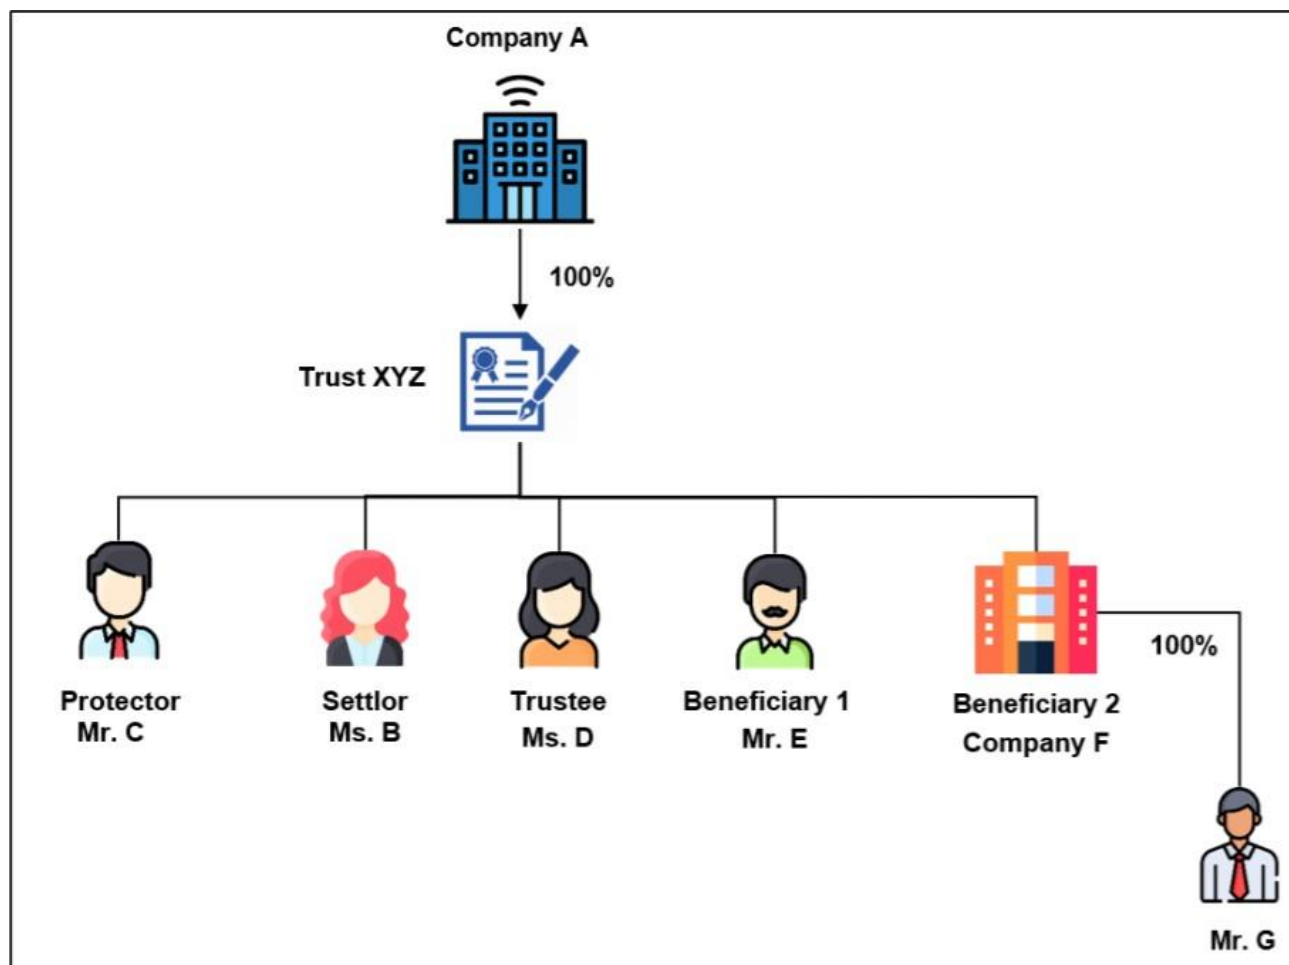 Company A
100%
Trust XYZ
Protector
Mr. C
Settlor
Ms. B
Trustee
Ms. D
Beneficiary 1
Mr. E
Beneficiary 2
Company F
100%
Mr. G